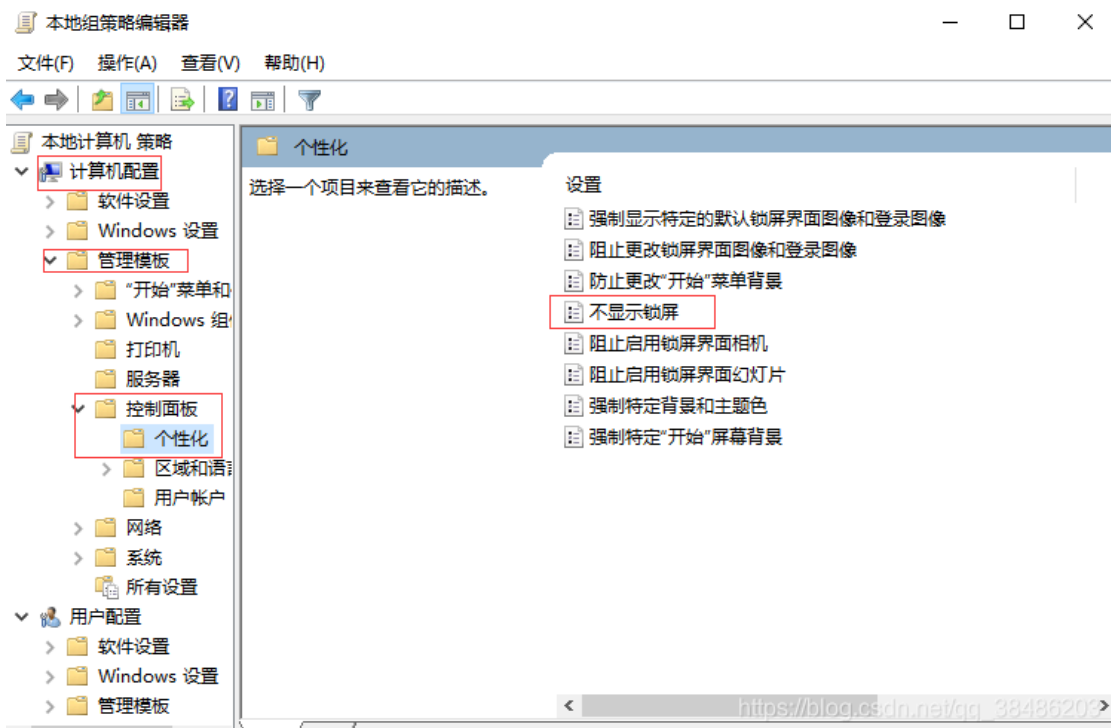 本地组策略编辑器
文件(F) 操作(A) 查看(V) 帮助(H)
本地计算机 策略
计算机配置
软件设置
Windows 设置
管理模板
“开始”菜单和
Windows 组
打印机
服务器
控制面板
个性化
区域和语言
用户帐户
网络
系统
所有设置
用户配置
软件设置
Windows 设置
管理模板
个性化
选择一个项目来查看它的描述。
设置
强制显示特定的默认锁屏界面图像和登录图像
阻止更改锁屏界面图像和登录图像
防止更改“开始”菜单背景
不显示锁屏
阻止启用锁屏界面相机
阻止启用锁屏界面幻灯片
强制特定背景和主题色
强制特定“开始”屏幕背景
https://blog.csdn.net/qq_38486203